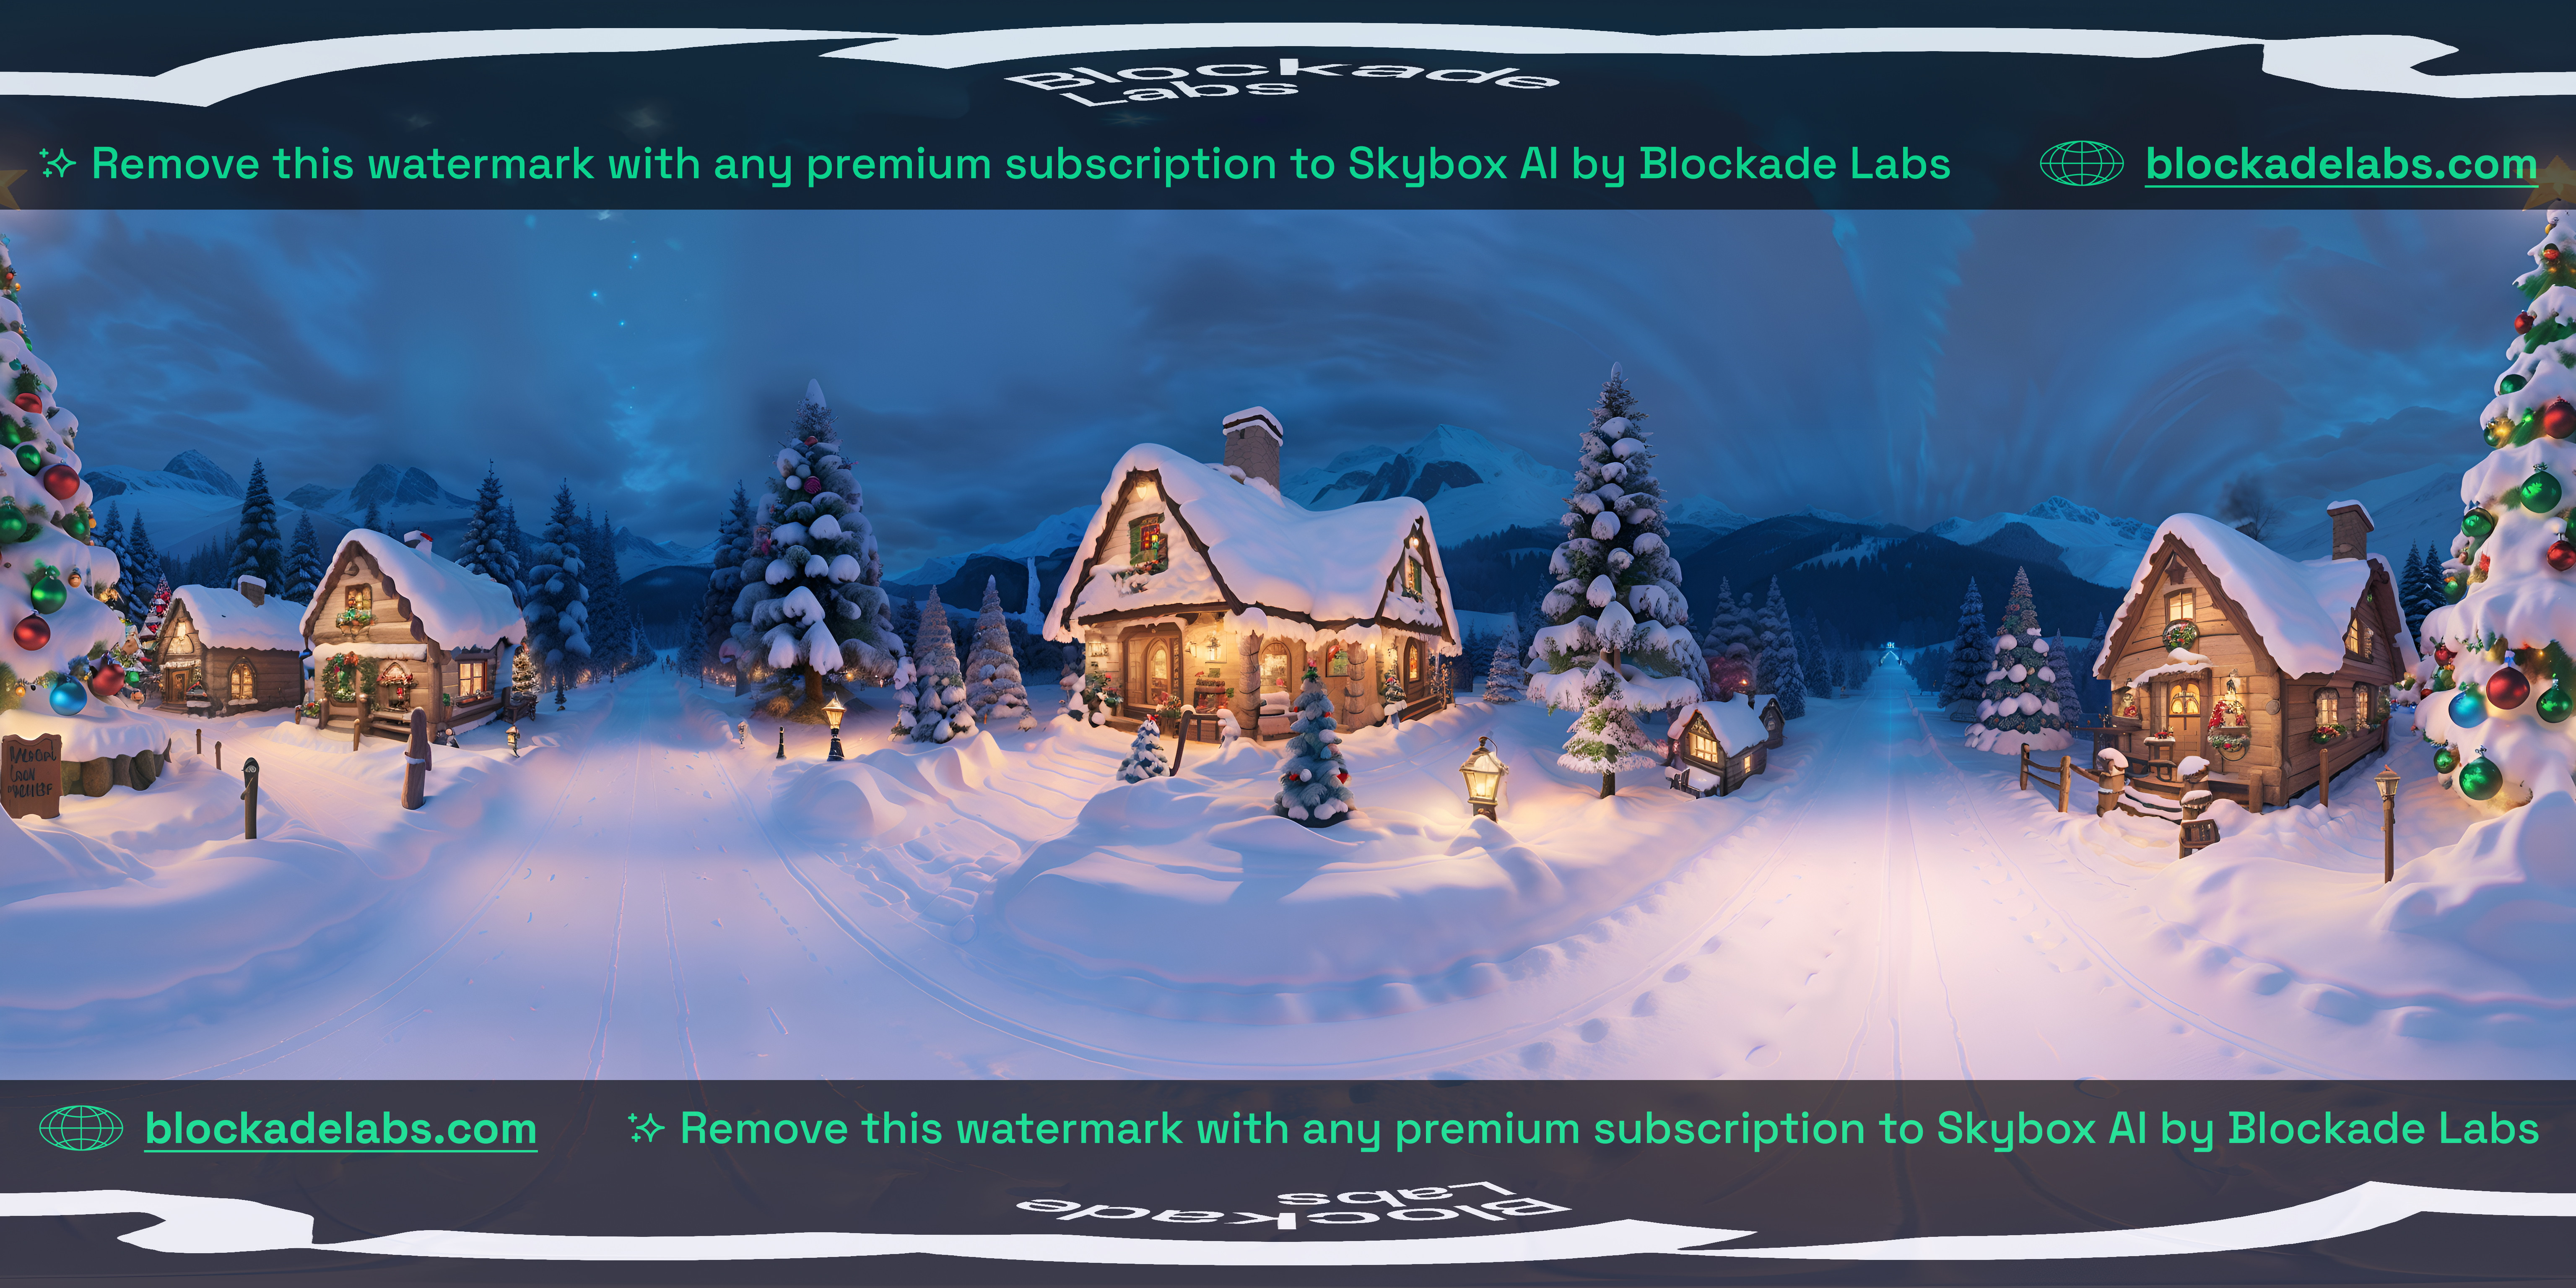 Blockade
Labs
Remove this watermark with any premium subscription to Skybox AI by Blockade Labs
blockadelabs.com
blockadelabs.com
Remove this watermark with any premium subscription to Skybox AI by Blockade Labs
Labs
Blockade